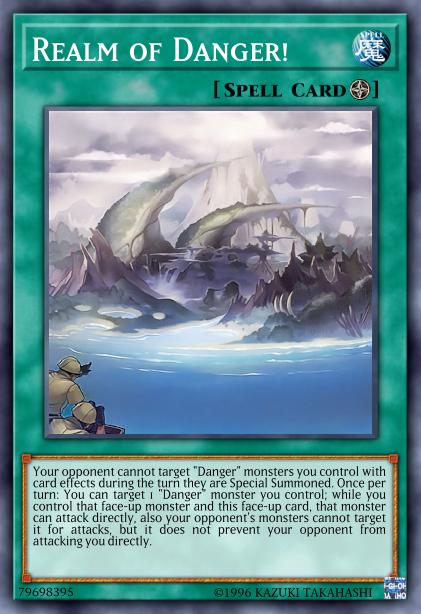 Realm of Danger!
SPELL
魔
[Spell Card]
Your opponent cannot target "Danger" monsters you control with
card effects during the turn they are Special Summoned. Once per
turn: You can target 1 "Danger" monster you control; while you
control that face-up monster and this face-up card, that monster
can attack directly, also your opponent's monsters cannot target
it for attacks, but it does not prevent your opponent from
attacking you directly.
79698395
©1996 KAZUKI TAKAHASHI